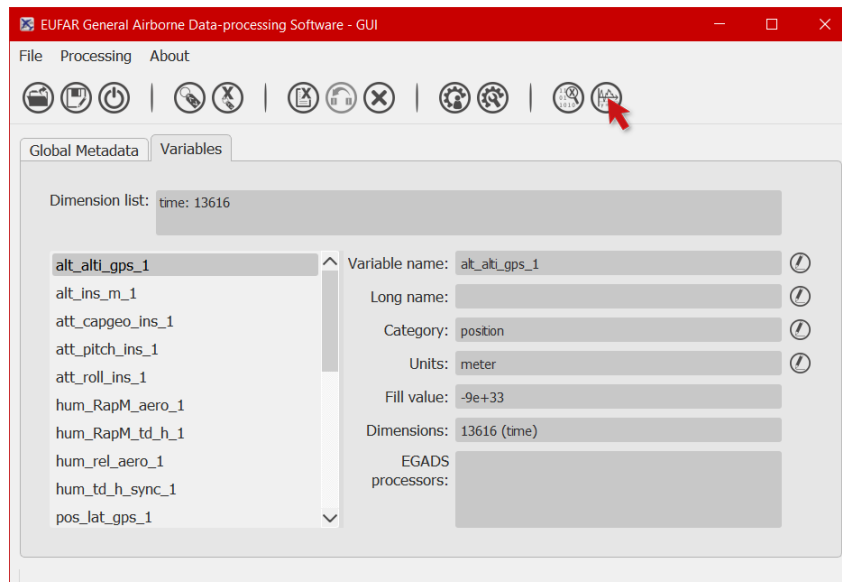 EUFAR General Airborne Data-processing Software - GUI
File Processing About
Global Metadata Variables
Dimension list: time: 13616
alt_alti_gps_1
alt_ins_m_1
att_capgeo_ins_1
att_pitch_ins_1
att_roll_ins_1
hum_RapM_aero_1
hum_RapM_td_h_1
hum_rel_aero_1
hum_td_h_sync_1
pos_lat_gps_1
Variable name: alt_alti_gps_1
Long name:
Category: position
Units: meter
Fill value: -9e+33
Dimensions: 13616 (time)
EGADS
processors: